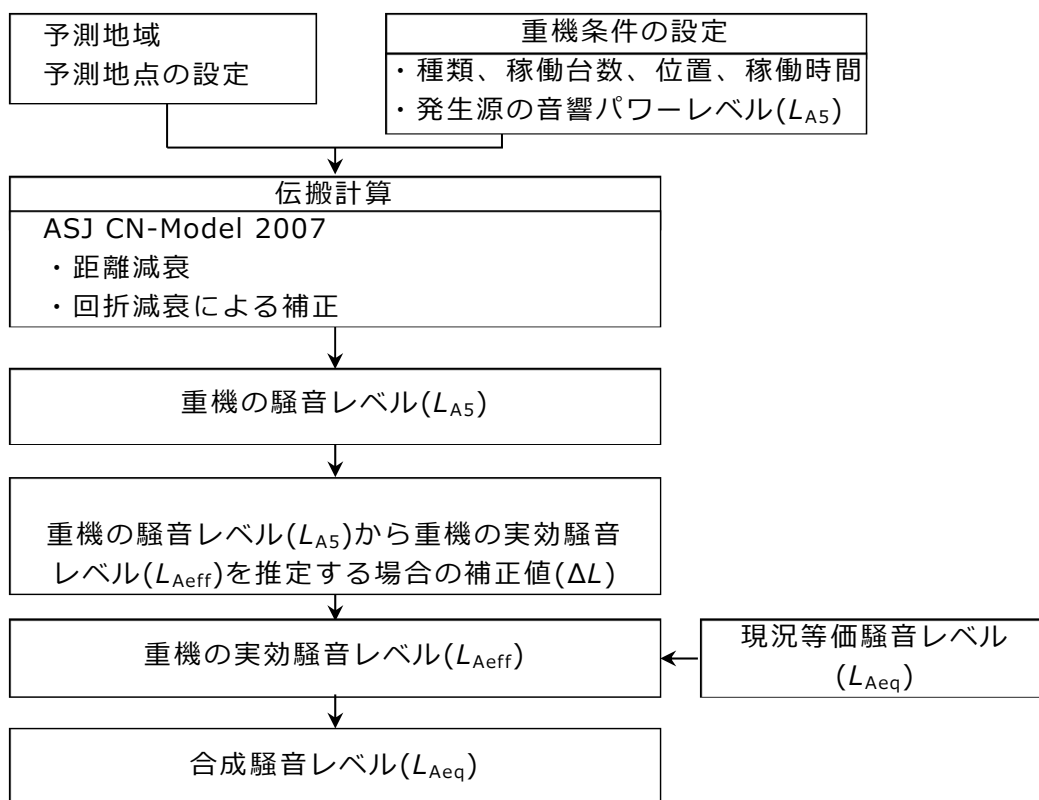 予測地域
予測地点の設定
重機条件の設定
・種類、稼働台数、位置、稼働時間
・発生源の音響パワーレベル(LA5)
伝搬計算
ASJ CN-Model 2007
・距離減衰
・回折減衰による補正
重機の騒音レベル(LA5)
重機の騒音レベル(LA5)から重機の実効騒音
レベル(LAeff)を推定する場合の補正値(ΔL)
重機の実効騒音レベル(LAeff)
現況等価騒音レベル
(LAeq)
合成騒音レベル(LAeq)